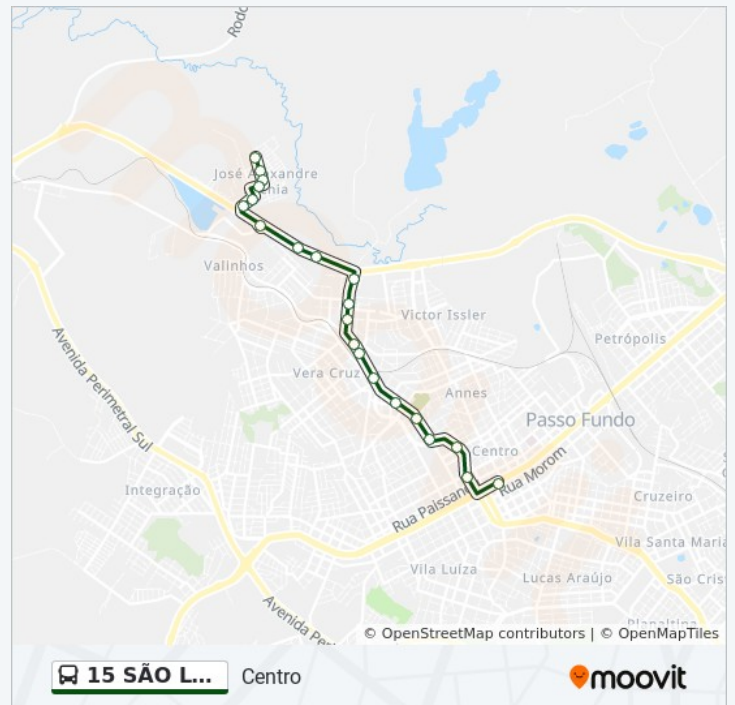 Rodo
José Alexandre
hia
Valinhos
Victor Issler
Petrópolis
Avenida Perimetral Sul
Vera Cruz
Annes
Passo Fundo
Centro
Rua Morom
Integração
Rua Paissan
Cruzeiro
Vila Santa Maria
Vila Luíza
Lucas Araújo
São Cris
Avenida Pe
Planaltina
© OpenStreetMap contributors | © OpenMapTiles
15 SÃO L...
Centro
moovit